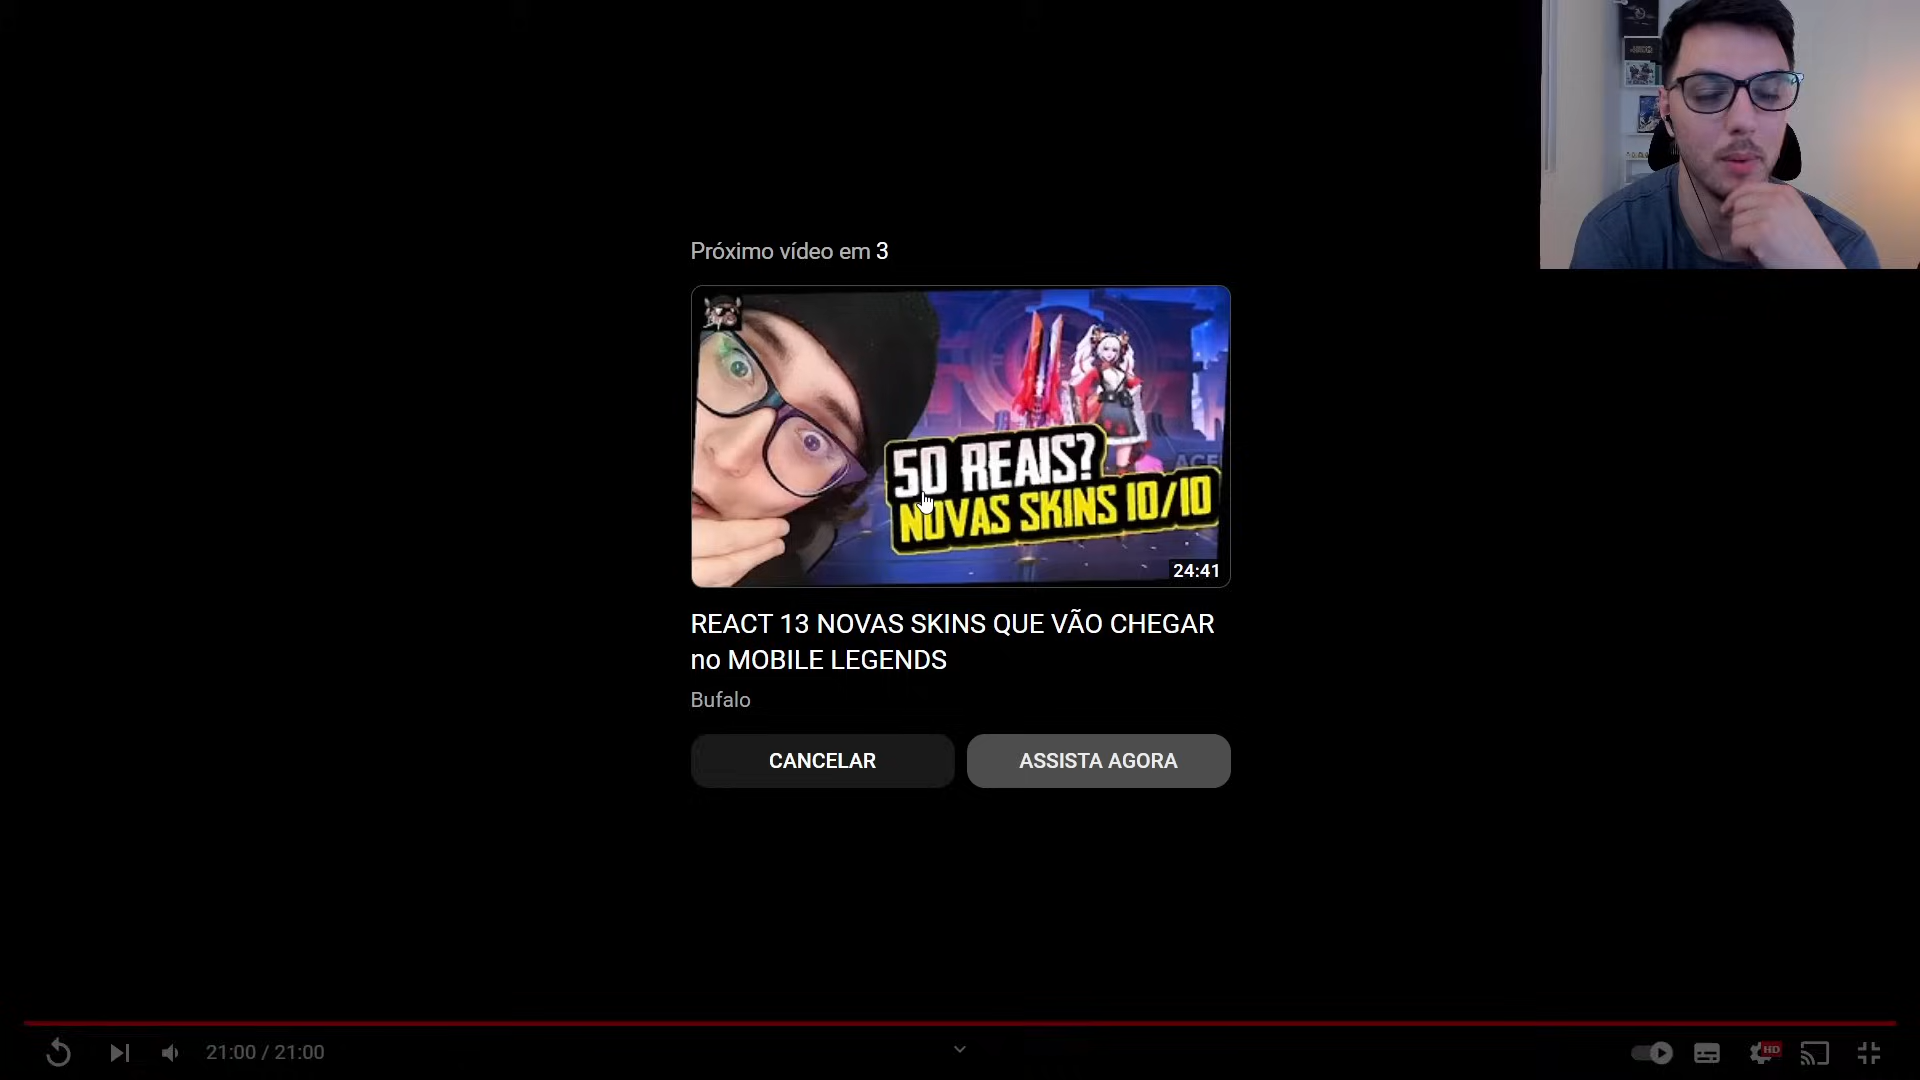 Próximo vídeo em 3
50 REAIS?
NOVAS SKINS 10/10
24:41
REACT 13 NOVAS SKINS QUE VÃO CHEGAR
no MOBILE LEGENDS
Bufalo
CANCELAR
ASSISTA AGORA
21:00 / 21:00
HD